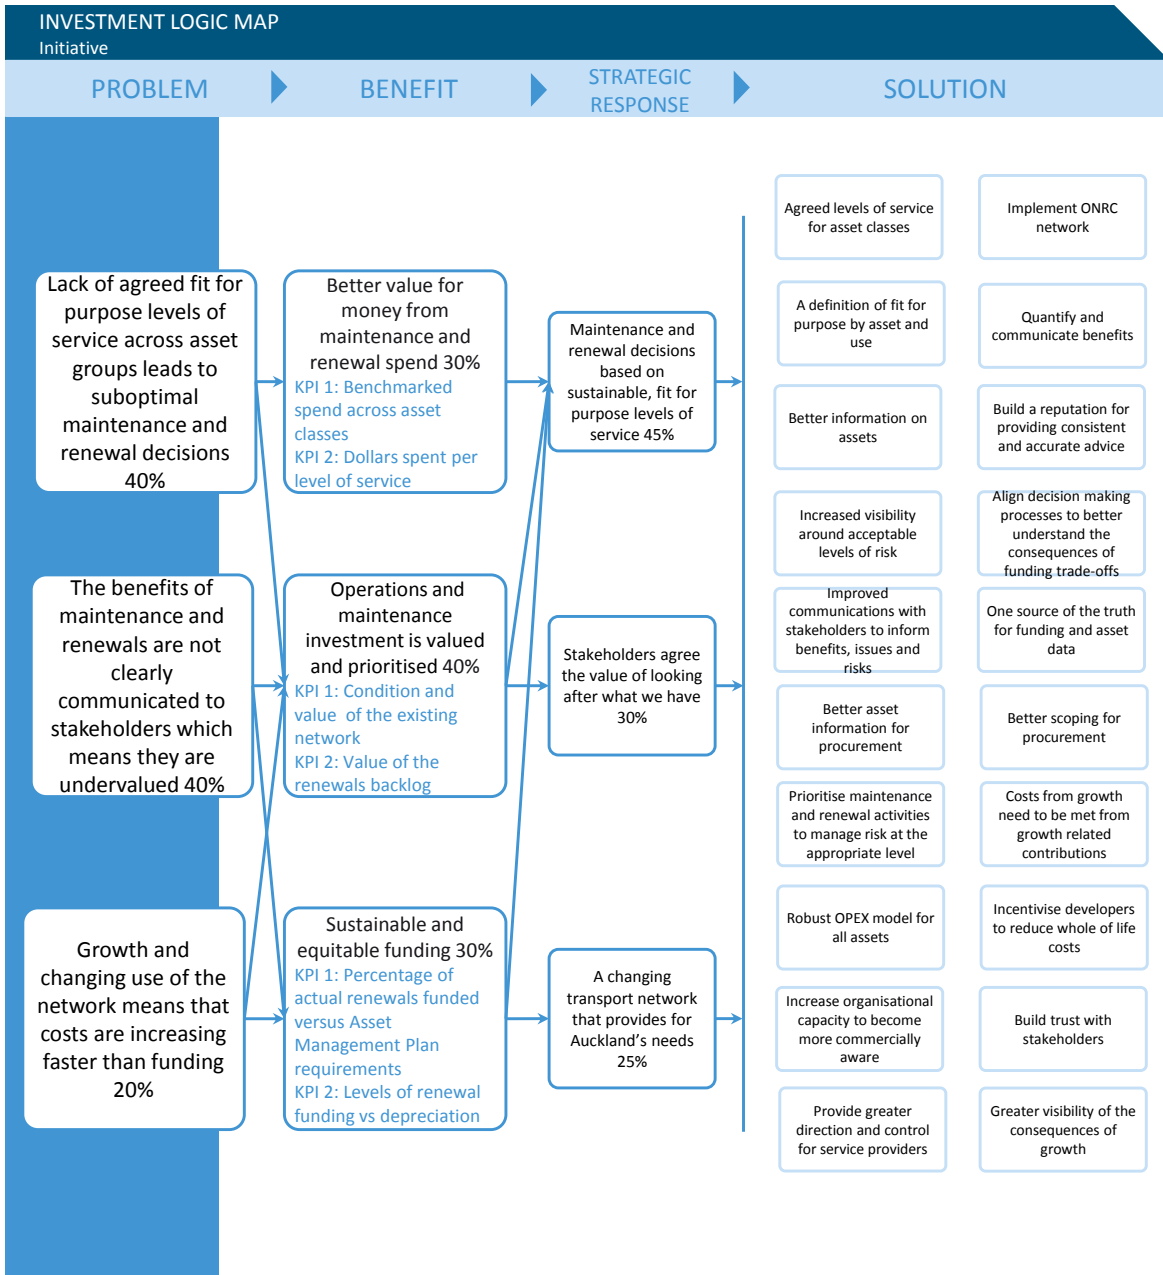 INVESTMENT LOGIC MAP
Initiative
PROBLEM
BENEFIT
STRATEGIC
RESPONSE
SOLUTION
Lack of agreed fit for
purpose levels of
service across asset
groups leads to
suboptimal
maintenance and
renewal decisions
40%
The benefits of
maintenance and
renewals are not
clearly
communicated to
stakeholders which
means they are
undervalued 40%
Growth and
changing use of the
network means that
costs are increasing
faster than funding
20%
Better value for
money from
maintenance and
renewal spend 30%
KPI 1: Benchmarked
spend across asset
classes
KPI 2: Dollars spent per
level of service
Operations and
maintenance
investment is valued
and prioritised 40%
KPI 1: Condition and
value of the existing
network
KPI 2: Value of the
renewals backlog
Sustainable and
equitable funding 30%
KPI 1: Percentage of
actual renewals funded
versus Asset
Management Plan
requirements
KPI 2: Levels of renewal
funding vs depreciation
Maintenance and
renewal decisions
based on
sustainable, fit for
purpose levels of
service 45%
Stakeholders agree
the value of looking
after what we have
30%
A changing
transport network
that provides for
Auckland's needs
25%
Agreed levels of service
for asset classes
Implement ONRC
network
A definition of fit for
purpose by asset and
use
Quantify and
communicate benefits
Better information on
assets
Build a reputation for
providing consistent
and accurate advice
Increased visibility
around acceptable
levels of risk
Align decision making
processes to better
understand the
consequences of
funding trade-offs
Improved
communications with
stakeholders to inform
benefits, issues and
risks
One source of the truth
for funding and asset
data
Better asset
information for
procurement
Better scoping for
procurement
Prioritise maintenance
and renewal activities
to manage risk at the
appropriate level
Costs from growth
need to be met from
growth related
contributions
Robust OPEX model for
all assets
Incentivise developers
to reduce whole of life
costs
Increase organisational
capacity to become
more commercially
aware
Build trust with
stakeholders
Provide greater
direction and control
for service providers
Greater visibility of the
consequences of
growth